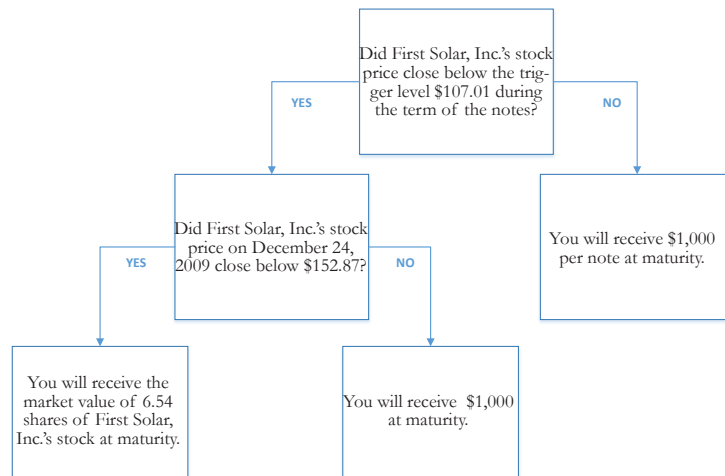 Did First Solar, Inc.'s stock
price close below the trig-
ger level $107.01 during
the term of the notes?
YES
NO
Did First Solar, Inc.'s stock
price on December 24,
2009 close below $152.87?
You will receive $1,000
per note at maturity.
YES
NO
You will receive the
market value of 6.54
shares of First Solar,
Inc.'s stock at maturity.
You will receive $1,000
at maturity.